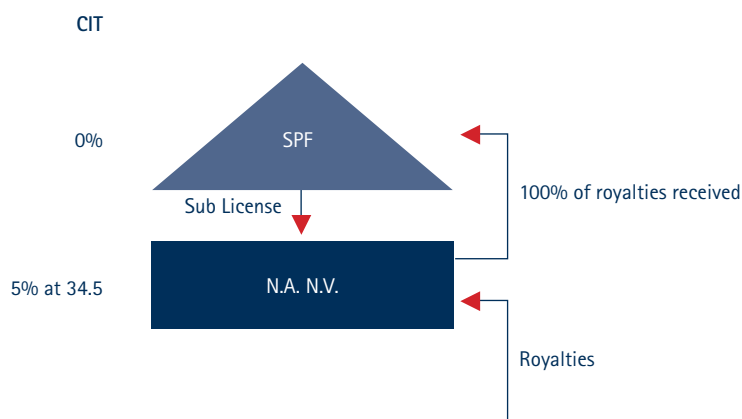 CIT
0%
SPF
100% of royalties received
Sub License
5% at 34.5
N.A. N.V.
Royalties